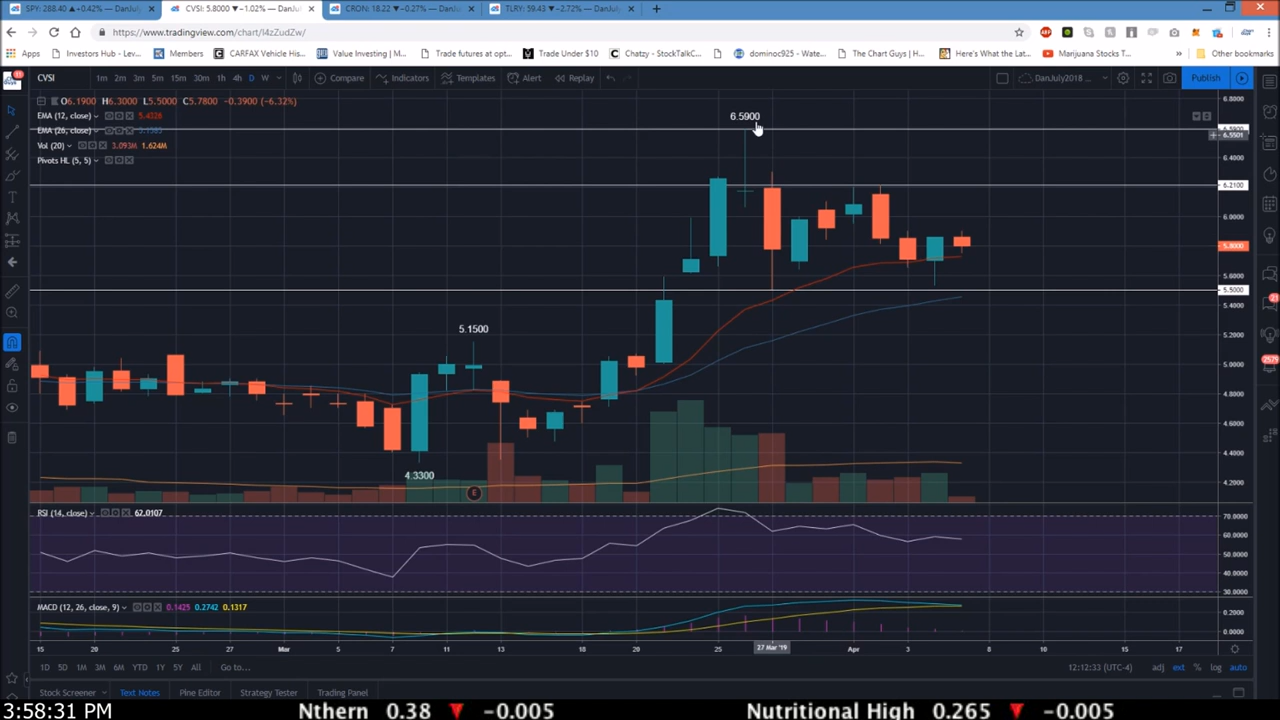 SPY: 288.40 ▲+0.42% — DanJul
CVSI: 5.8000 ▼−1.02% — DanJul
CRON: 18.22 ▼−0.27% — DanJul
TLRY: 59.43 ▼−2.72% — DanJul
https://www.tradingview.com/chart/I4zZudZw/
Apps
Investors Hub - Lev...
Members
CARFAX Vehicle His...
Value Investing | M...
Trade futures at opt...
Trade Under $10
Chatzy - StockTalkC...
dominoc925 - Wate...
The Chart Guys | H...
Here's What the Lat...
Marijuana Stocks T...
Other bookmarks
CVSI
1m 2m 3m 5m 15m 30m 1h 4h D W
Compare
Indicators
Templates
Alert
Replay
DanJuly2018 ...
Publish
O6.1900 H6.3000 L5.5000 C5.7800 −0.3900 (−6.32%)
EMA (12, close) 5.4328
EMA (26, close)
Vol (20) 3.093M 1.624M
Pivots HL (5, 5)
6.5900
5.1500
4.3300
E
6.8000
6.5501
6.4000
6.2100
6.0000
5.8000
5.6000
5.5000
5.4000
5.2000
5.0000
4.8000
4.6000
4.4000
4.2000
RSI (14, close) 62.0107
70.0000
60.0000
50.0000
40.0000
30.0000
MACD (12, 26, close, 9) 0.1425 0.2742 0.1317
0.2000
0.0000
15 20 25 27 Mar 5 7 11 13 18 20 25 27 Mar '19 Apr 3 8 11 15 17
1D 5D 1M 3M 6M YTD 1Y 5Y All Go to...
12:12:33 (UTC-4) adj ext % log auto
Stock Screener Text Notes Pine Editor Strategy Tester Trading Panel
3:58:31 PM Nthern 0.38 ▼ -0.005 Nutritional High 0.265 ▼ -0.005